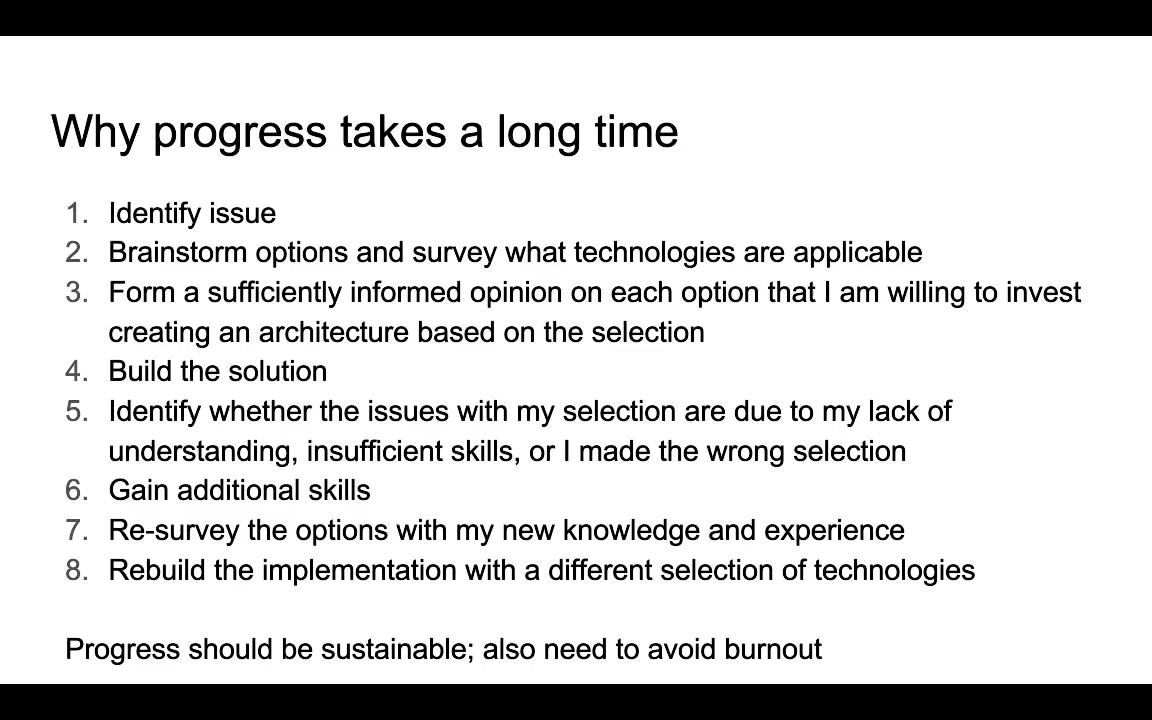 Why progress takes a long time
1. Identify issue
2. Brainstorm options and survey what technologies are applicable
3. Form a sufficiently informed opinion on each option that I am willing to invest
creating an architecture based on the selection
4. Build the solution
5. Identify whether the issues with my selection are due to my lack of
understanding, insufficient skills, or I made the wrong selection
6. Gain additional skills
7. Re-survey the options with my new knowledge and experience
8. Rebuild the implementation with a different selection of technologies
Progress should be sustainable; also need to avoid burnout